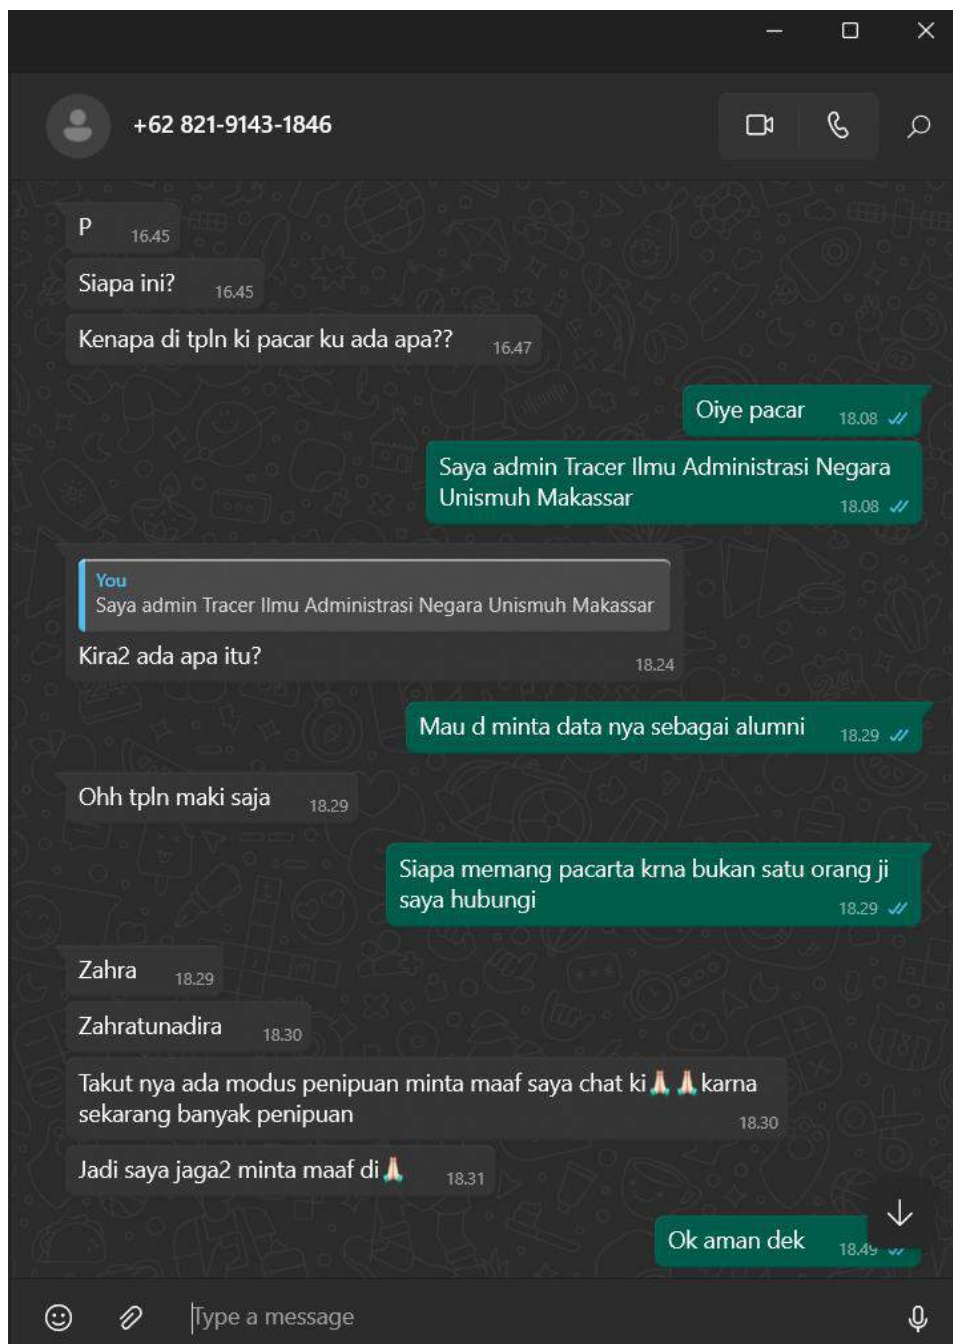 +62 821-9143-1846
P 16.45
Siapa ini? 16.45
Kenapa di tpln ki pacar ku ada apa?? 16.47
Oiye pacar 18.08
Saya admin Tracer Ilmu Administrasi Negara
Unismuh Makassar 18.08
You
Saya admin Tracer Ilmu Administrasi Negara Unismuh Makassar
Kira2 ada apa itu? 18.24
Mau d minta data nya sebagai alumni 18.29
Ohh tpln maki saja 18.29
Siapa memang pacarta krna bukan satu orang ji
saya hubungi 18.29
Zahra 18.29
Zahratunadira 18.30
Takut nya ada modus penipuan minta maaf saya chat ki🙏🏻🙏🏻karna
sekarang banyak penipuan 18.30
Jadi saya jaga2 minta maaf di🙏🏻 18.31
Ok aman dek 18.49
Type a message